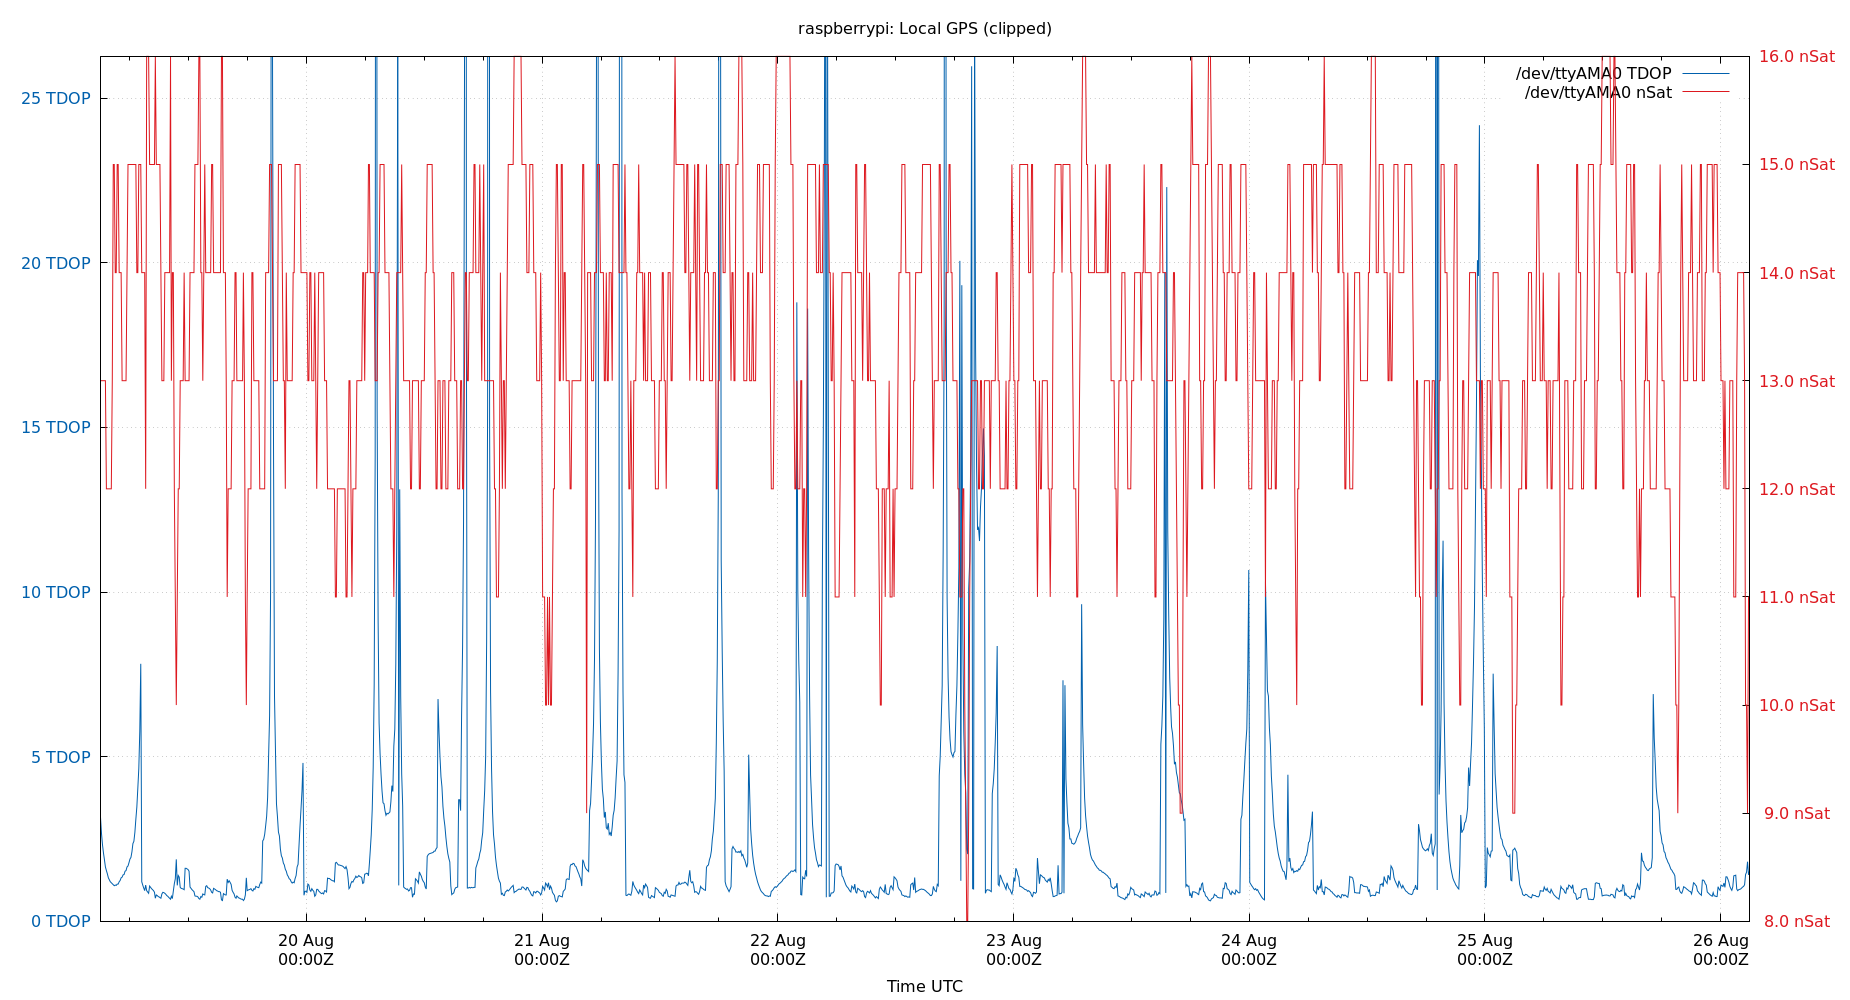 raspberrypi: Local GPS (clipped)
/dev/ttyAMA0 TDOP
/dev/ttyAMA0 nSat
25 TDOP
20 TDOP
15 TDOP
10 TDOP
5 TDOP
0 TDOP
16.0 nSat
15.0 nSat
14.0 nSat
13.0 nSat
12.0 nSat
11.0 nSat
10.0 nSat
9.0 nSat
8.0 nSat
20 Aug
00:00Z
21 Aug
00:00Z
22 Aug
00:00Z
23 Aug
00:00Z
24 Aug
00:00Z
25 Aug
00:00Z
26 Aug
00:00Z
Time UTC